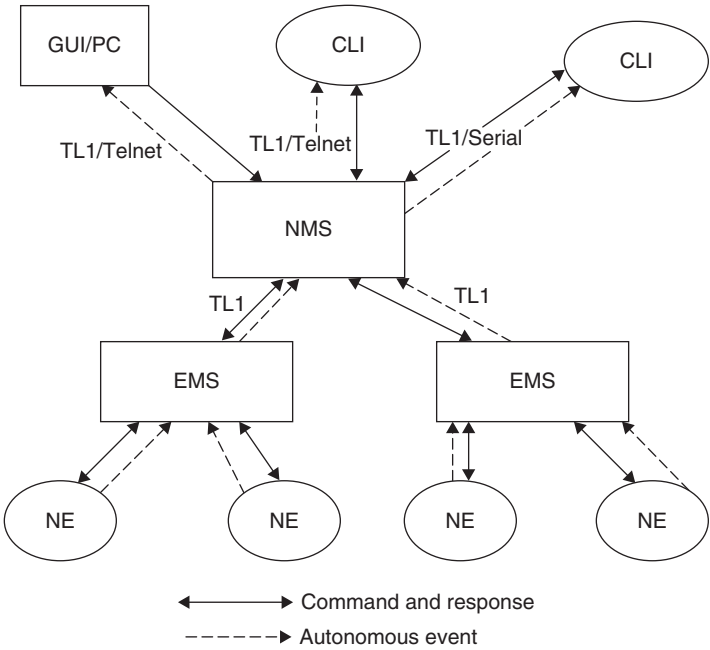 GUI/PC
CLI
CLI
TL1/Telnet
TL1/Telnet
TL1/Serial
NMS
TL1
TL1
EMS
EMS
NE
NE
NE
NE
Command and response
Autonomous event